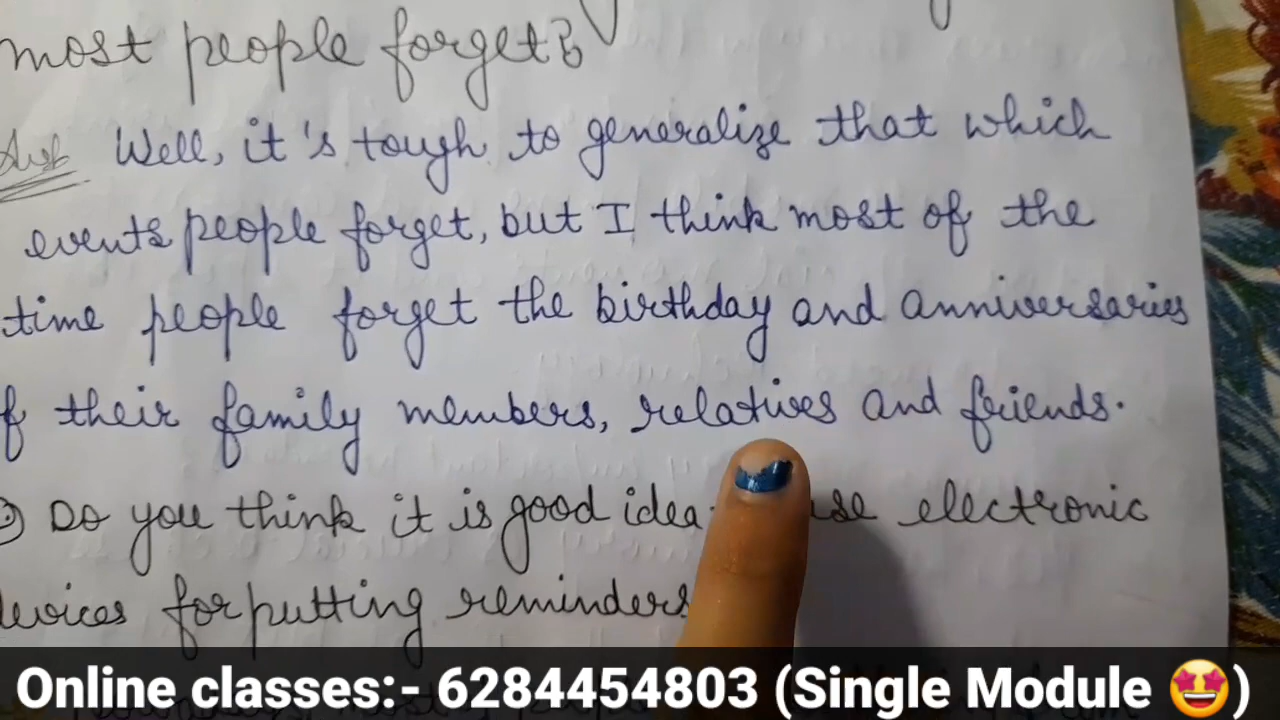 most people forget?
Ans Well, it's tough to generalize that which
events people forget, but I think most of the
time people forget the birthday and anniversaries
of their family members, relatives and friends.
Do you think it is good idea use electronic
devices for putting reminders
Online classes:- 6284454803 (Single Module 🤩)